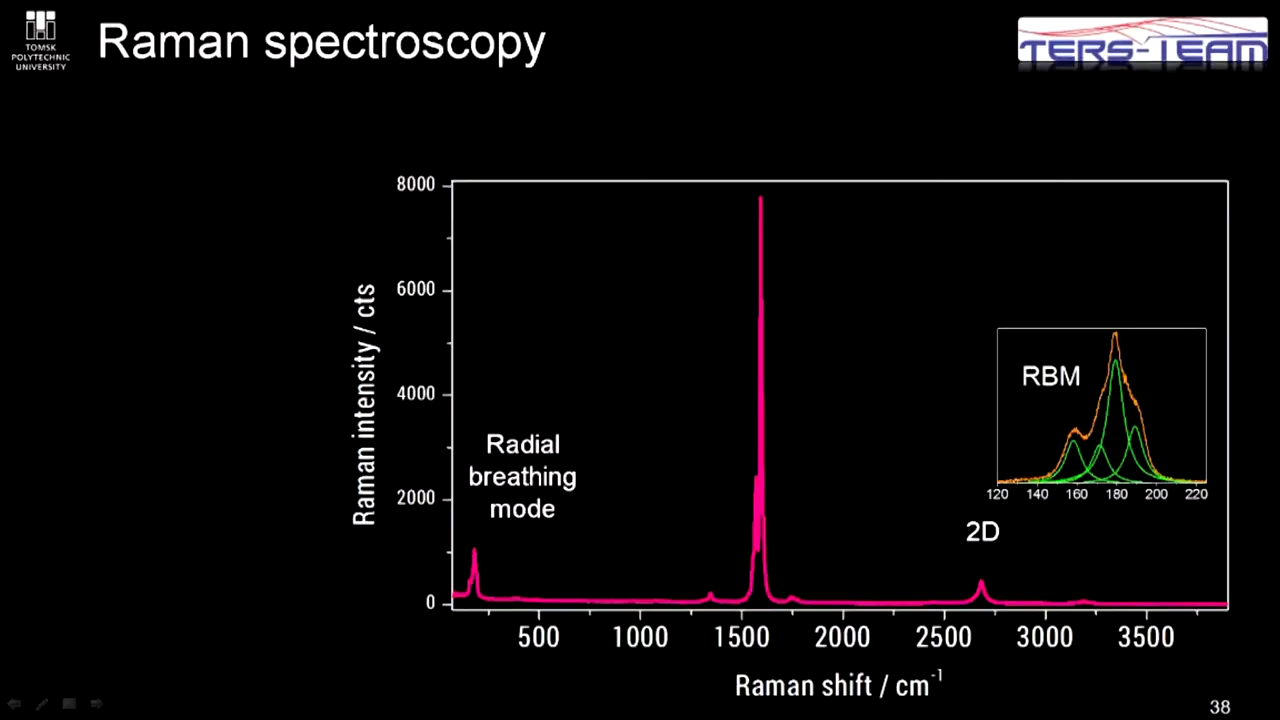 TOMSK
POLYTECHNIC
UNIVERSITY
Raman spectroscopy
TERS-TEAM
8000
6000
4000
2000
0
Raman intensity / cts
Radial
breathing
mode
RBM
120 140 160 180 200 220
2D
500 1000 1500 2000 2500 3000 3500
Raman shift / cm⁻¹
38